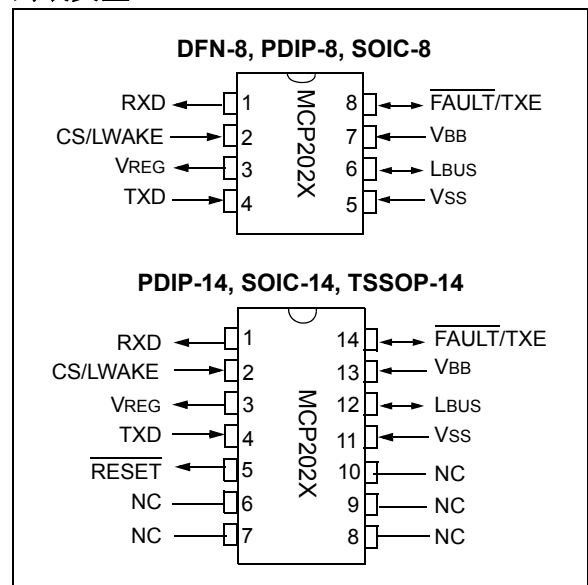 DFN-8, PDIP-8, SOIC-8
RXD 1 8 FAULT/TXE
CS/LWAKE 2 7 VBB
VREG 3 6 LBUS
TXD 4 5 VSS
MCP202X
PDIP-14, SOIC-14, TSSOP-14
RXD 1 14 FAULT/TXE
CS/LWAKE 2 13 VBB
VREG 3 12 LBUS
TXD 4 11 VSS
RESET 5 10 NC
NC 6 9 NC
NC 7 8 NC
MCP202X